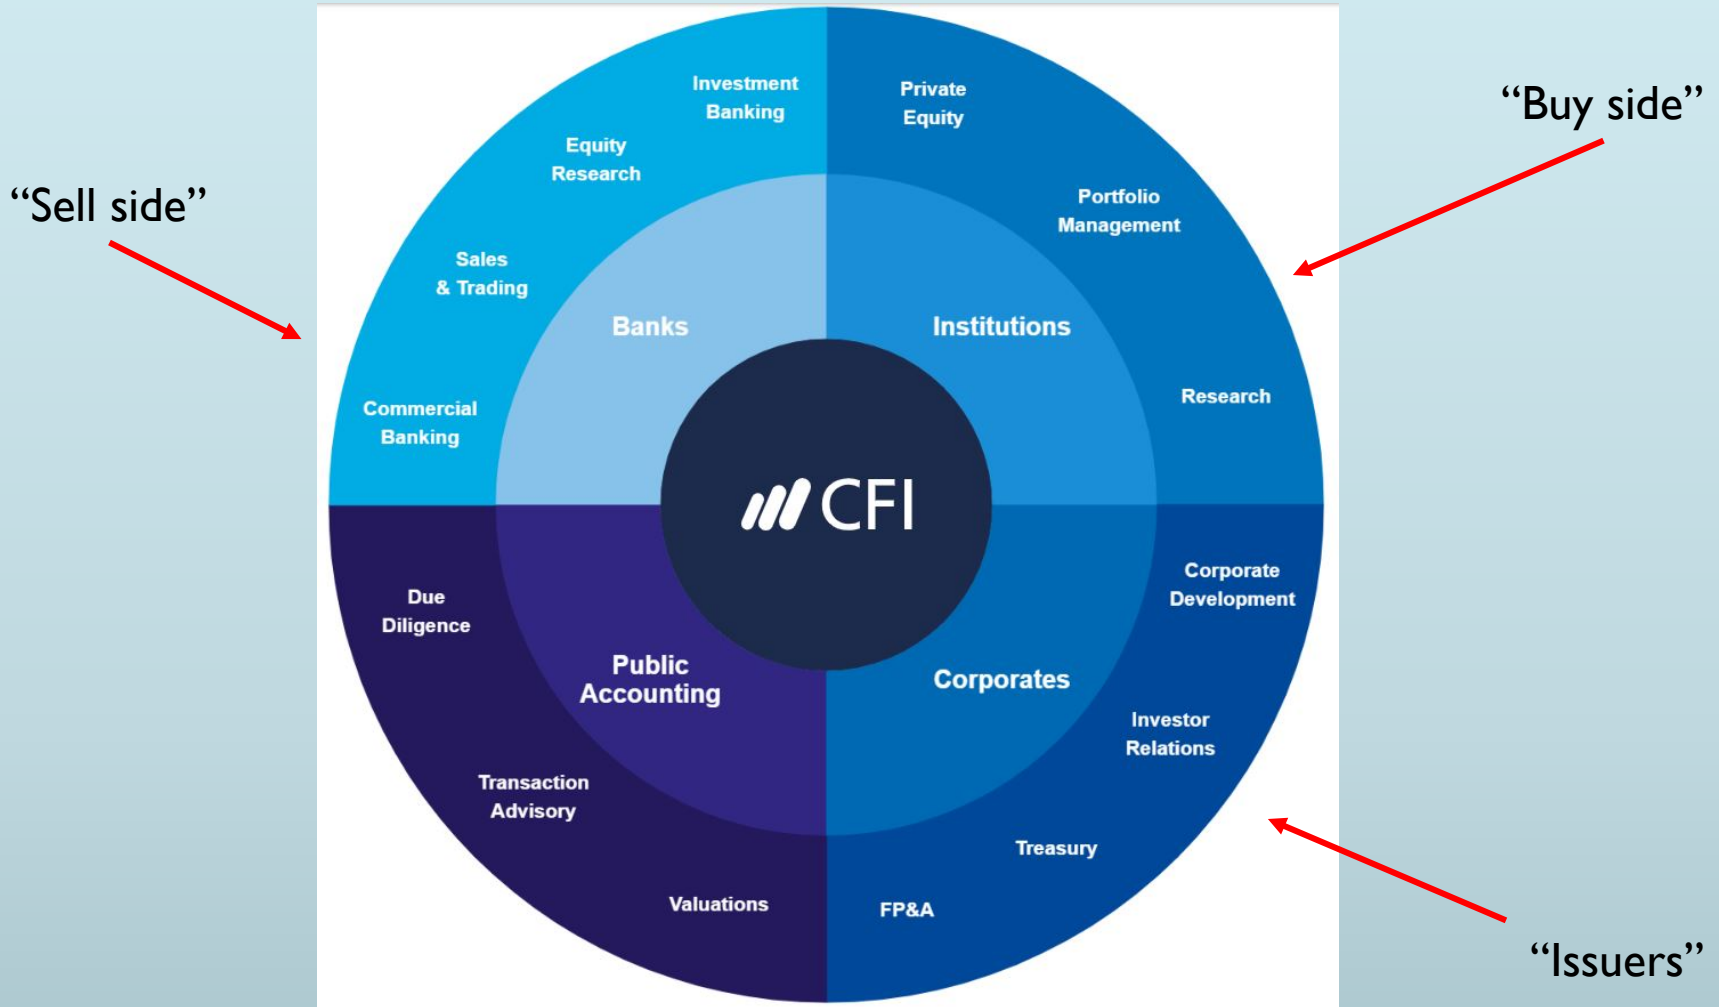 Investment
Banking
Private
Equity
“Buy side”
Equity
Research
“Sell side”
Portfolio
Management
Sales
& Trading
Banks
Institutions
Commercial
Banking
Research
CFI
Due
Diligence
Corporate
Development
Public
Accounting
Corporates
Investor
Relations
Transaction
Advisory
Treasury
Valuations
FP&A
“Issuers”